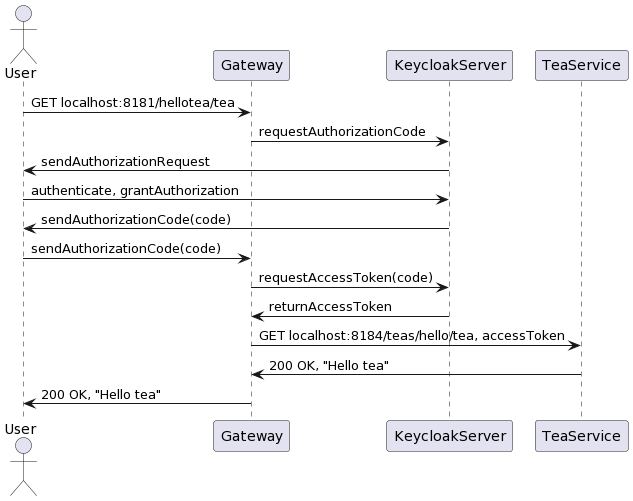 User
Gateway
KeycloakServer
TeaService
GET localhost:8181/hellotea/tea
requestAuthorizationCode
sendAuthorizationRequest
authenticate, grantAuthorization
sendAuthorizationCode(code)
sendAuthorizationCode(code)
requestAccessToken(code)
returnAccessToken
GET localhost:8184/teas/hello/tea, accessToken
200 OK, "Hello tea"
200 OK, "Hello tea"
User
Gateway
KeycloakServer
TeaService